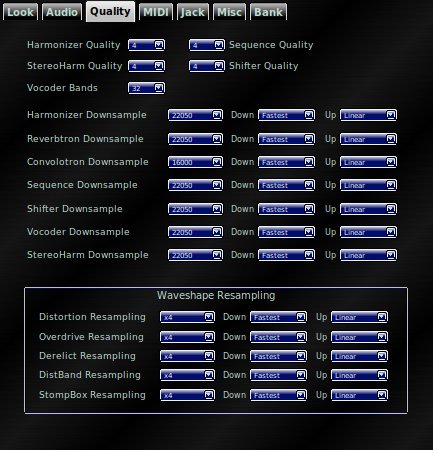 Look Audio Quality MIDI Jack Misc Bank
Harmonizer Quality 4 4 Sequence Quality
StereoHarm Quality 4 4 Shifter Quality
Vocoder Bands 32
Harmonizer Downsample 22050 Down Fastest Up Linear
Reverbtron Downsample 22050 Down Fastest Up Linear
Convolotron Downsample 16000 Down Fastest Up Linear
Sequence Downsample 22050 Down Fastest Up Linear
Shifter Downsample 22050 Down Fastest Up Linear
Vocoder Downsample 22050 Down Fastest Up Linear
StereoHarm Downsample 22050 Down Fastest Up Linear
Waveshape Resampling
Distortion Resampling x4 Down Fastest Up Linear
Overdrive Resampling x4 Down Fastest Up Linear
Derelict Resampling x4 Down Fastest Up Linear
DistBand Resampling x4 Down Fastest Up Linear
StompBox Resampling x4 Down Fastest Up Linear